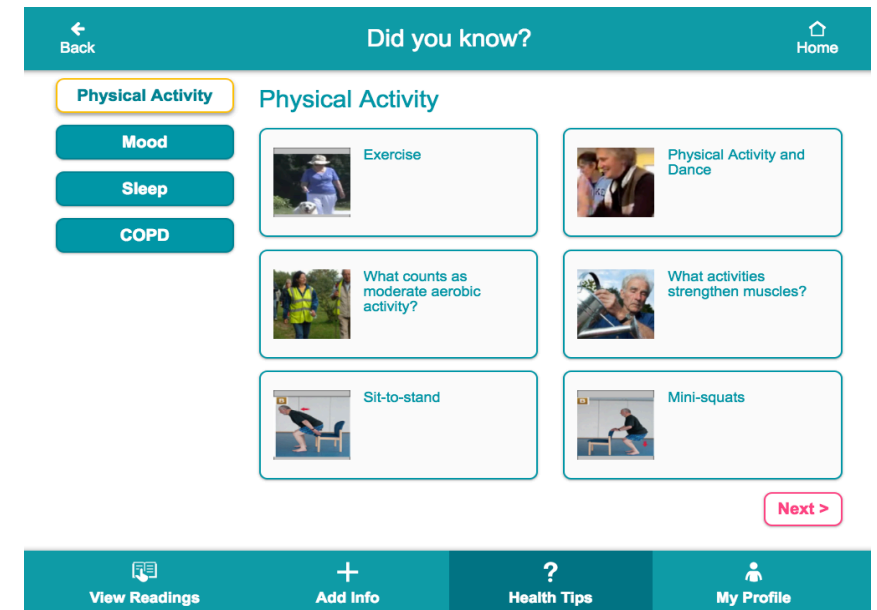 Back
Did you know?
Home
Physical Activity
Mood
Sleep
COPD
Physical Activity
Exercise
Physical Activity and
Dance
What counts as
moderate aerobic
activity?
What activities
strengthen muscles?
Sit-to-stand
Mini-squats
Next >
View Readings
Add Info
?
Health Tips
My Profile